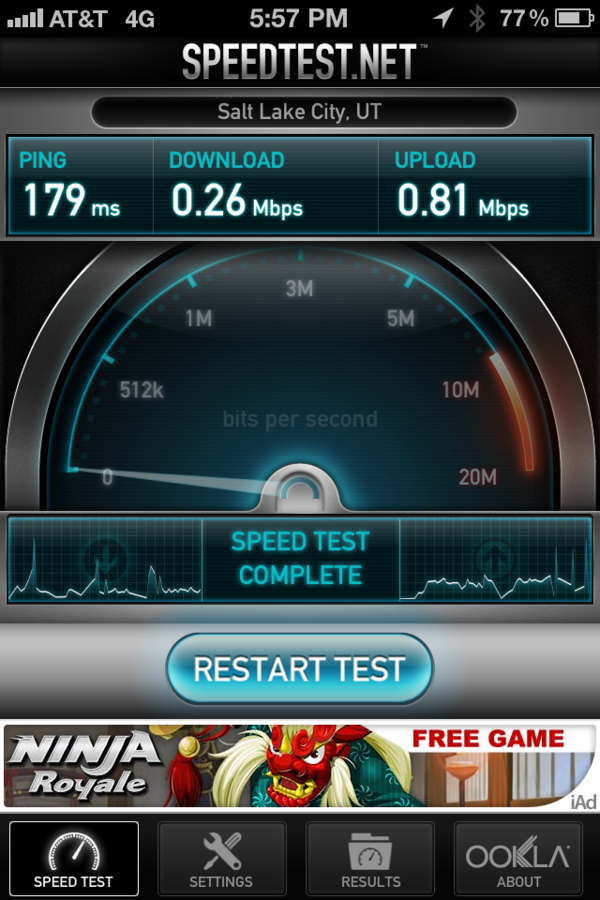 AT&T 4G 5:57 PM 77%
SPEEDTEST.NET™
Salt Lake City, UT
PING DOWNLOAD UPLOAD
179 ms 0.26 Mbps 0.81 Mbps
3M
1M 5M
512k 10M
bits per second
0 20M
SPEED TEST
COMPLETE
RESTART TEST
NINJA
Royale
FREE GAME
iAd
OOKLA
SPEED TEST SETTINGS RESULTS ABOUT